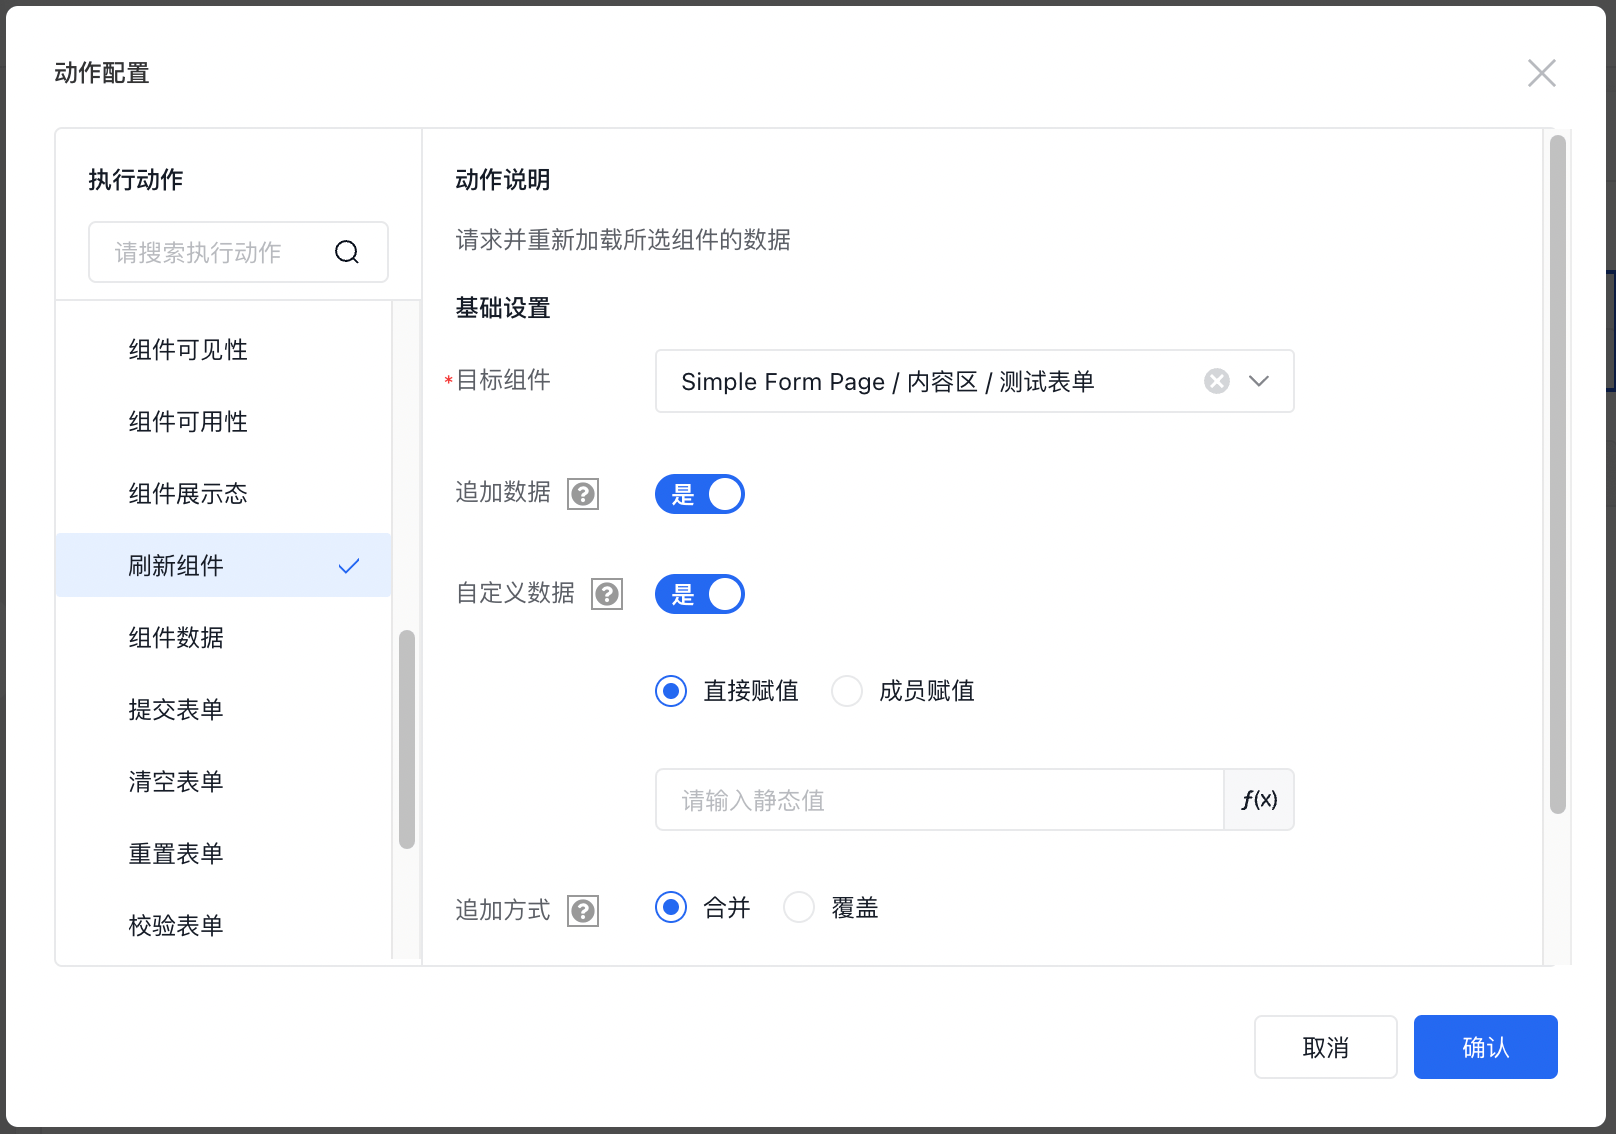 动作配置
执行动作
请搜索执行动作
组件可见性
组件可用性
组件展示态
刷新组件
组件数据
提交表单
清空表单
重置表单
校验表单
动作说明
请求并重新加载所选组件的数据
基础设置
*目标组件
Simple Form Page / 内容区 / 测试表单
追加数据 ? 是
自定义数据 ? 是
直接赋值 成员赋值
请输入静态值 f(x)
追加方式 ? 合并 覆盖
取消 确认